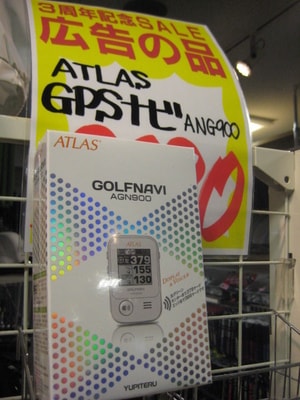 3周年記念SALE
広告の品
ATLAS
GPSナビ ANG900
ATLAS
GOLFNAVI
AGN900
ATLAS
379
155
130
YUPITERU